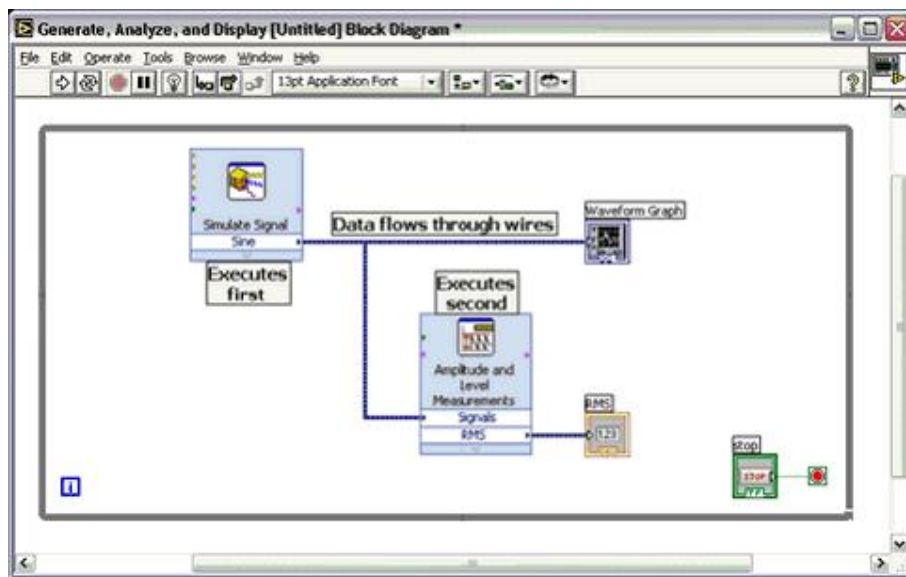 Generate, Analyze, and Display [Untitled] Block Diagram *
File Edit Operate Tools Browse Window Help
13pt Application Font
Simulate Signal
Sine
Executes
first
Data flows through wires
Waveform Graph
Executes
second
Amplitude and
Level
Measurements
Signals
RMS
RMS
123
stop
STOP
i